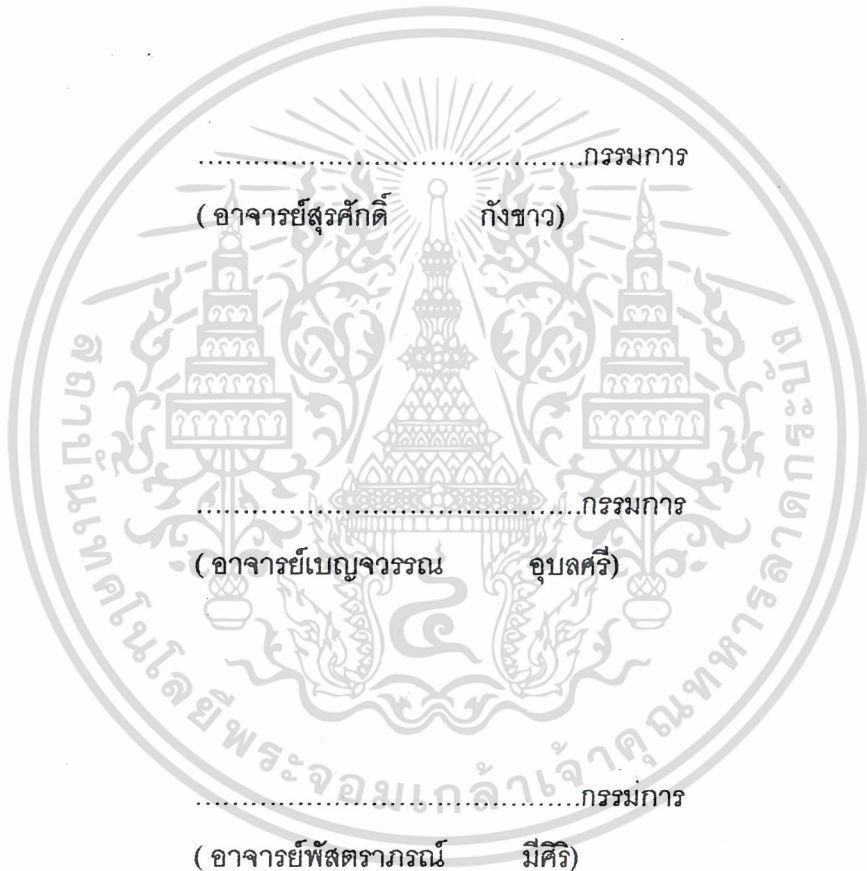 .............................................กรรมการ
( อาจารย์สุรศักดิ์ กังขาว)
.............................................กรรมการ
( อาจารย์เบญจวรรณ อุบลศรี)
.............................................กรรมการ
( อาจารย์พัสตราภรณ์ มีศิริ)
สถาบันเทคโนโลยีพระจอมเกล้าเจ้าคุณทหารลาดกระบัง
๔